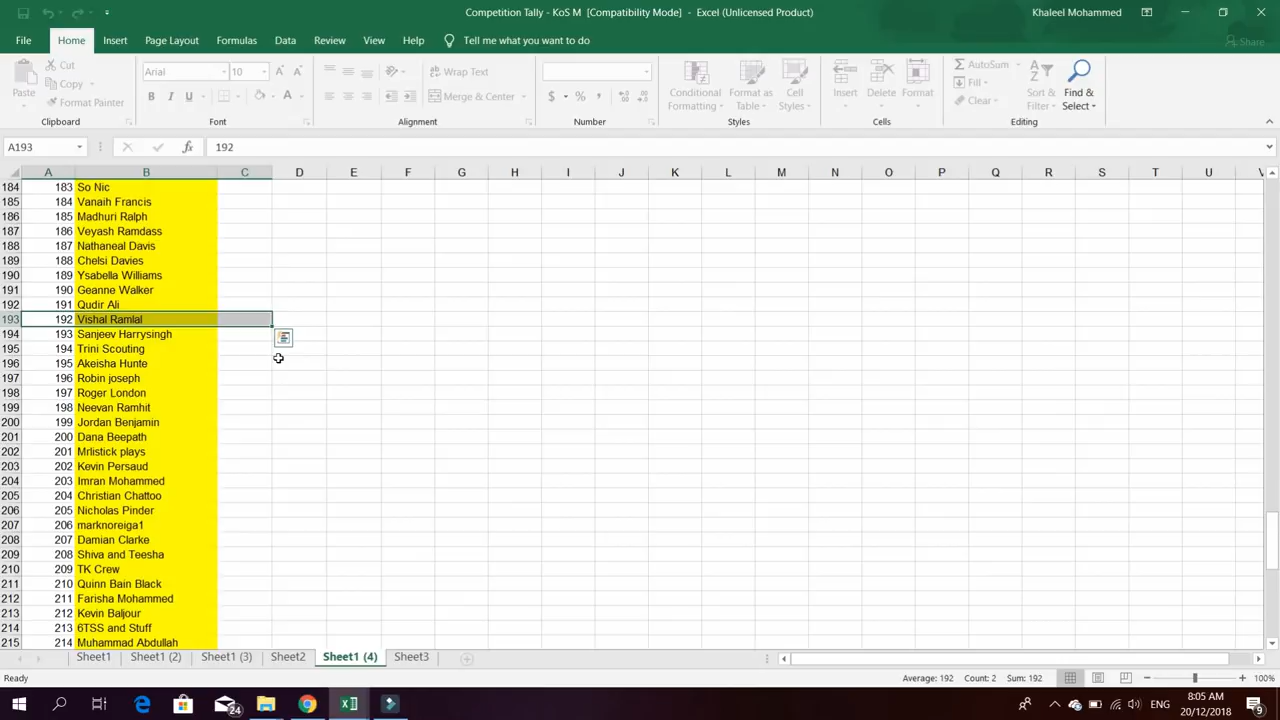 Competition Tally - KoS M [Compatibility Mode] - Excel (Unlicensed Product)
Khaleel Mohammed
File Home Insert Page Layout Formulas Data Review View Help Tell me what you want to do Share
Cut Arial 10 Wrap Text AutoSum
Copy Fill
Paste Format Painter B I U Merge & Center $ % , Conditional Formatting Format as Table Cell Styles Insert Delete Format Clear Sort & Filter Find & Select
Clipboard Font Alignment Number Styles Cells Editing
A193 fx 192
A B C D E F G H I J K L M N O P Q R S T U V
184 183 So Nic
185 184 Vanaih Francis
186 185 Madhuri Ralph
187 186 Veyash Ramdass
188 187 Nathaneal Davis
189 188 Chelsi Davies
190 189 Ysabella Williams
191 190 Geanne Walker
192 191 Qudir Ali
193 192 Vishal Ramlal
194 193 Sanjeev Harrysingh
195 194 Trini Scouting
196 195 Akeisha Hunte
197 196 Robin joseph
198 197 Roger London
199 198 Neevan Ramhit
200 199 Jordan Benjamin
201 200 Dana Beepath
202 201 Mrlistick plays
203 202 Kevin Persaud
204 203 Imran Mohammed
205 204 Christian Chattoo
206 205 Nicholas Pinder
207 206 marknoreiga1
208 207 Damian Clarke
209 208 Shiva and Teesha
210 209 TK Crew
211 210 Quinn Bain Black
212 211 Farisha Mohammed
213 212 Kevin Baljour
214 213 6TSS and Stuff
215 214 Muhammad Abdullah
Sheet1 Sheet1 (2) Sheet1 (3) Sheet2 Sheet1 (4) Sheet3
Ready Average: 192 Count: 2 Sum: 192 100%
24 ENG 8:05 AM
20/12/2018 9